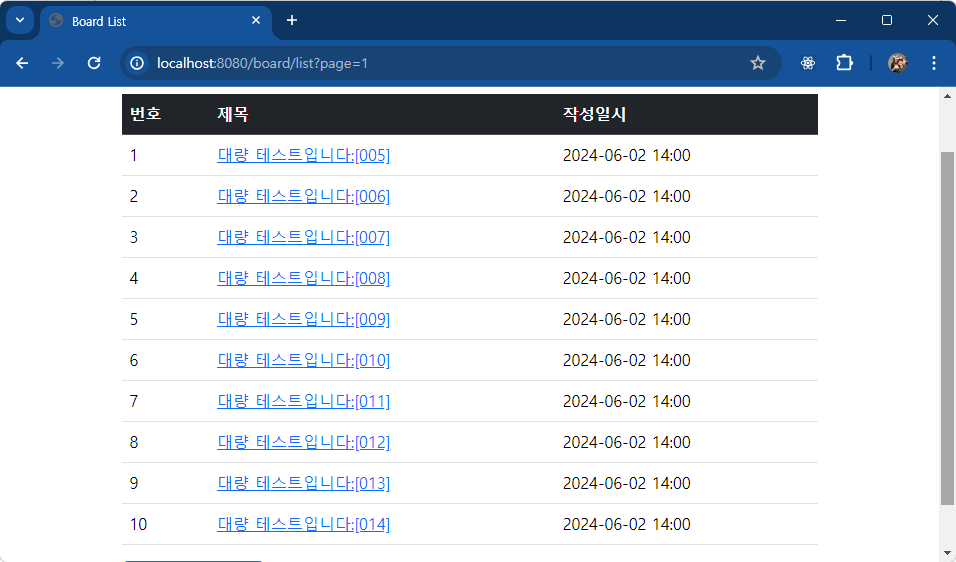 Board List
localhost:8080/board/list?page=1
번호 제목 작성일시
1 대량 테스트입니다:[005] 2024-06-02 14:00
2 대량 테스트입니다:[006] 2024-06-02 14:00
3 대량 테스트입니다:[007] 2024-06-02 14:00
4 대량 테스트입니다:[008] 2024-06-02 14:00
5 대량 테스트입니다:[009] 2024-06-02 14:00
6 대량 테스트입니다:[010] 2024-06-02 14:00
7 대량 테스트입니다:[011] 2024-06-02 14:00
8 대량 테스트입니다:[012] 2024-06-02 14:00
9 대량 테스트입니다:[013] 2024-06-02 14:00
10 대량 테스트입니다:[014] 2024-06-02 14:00